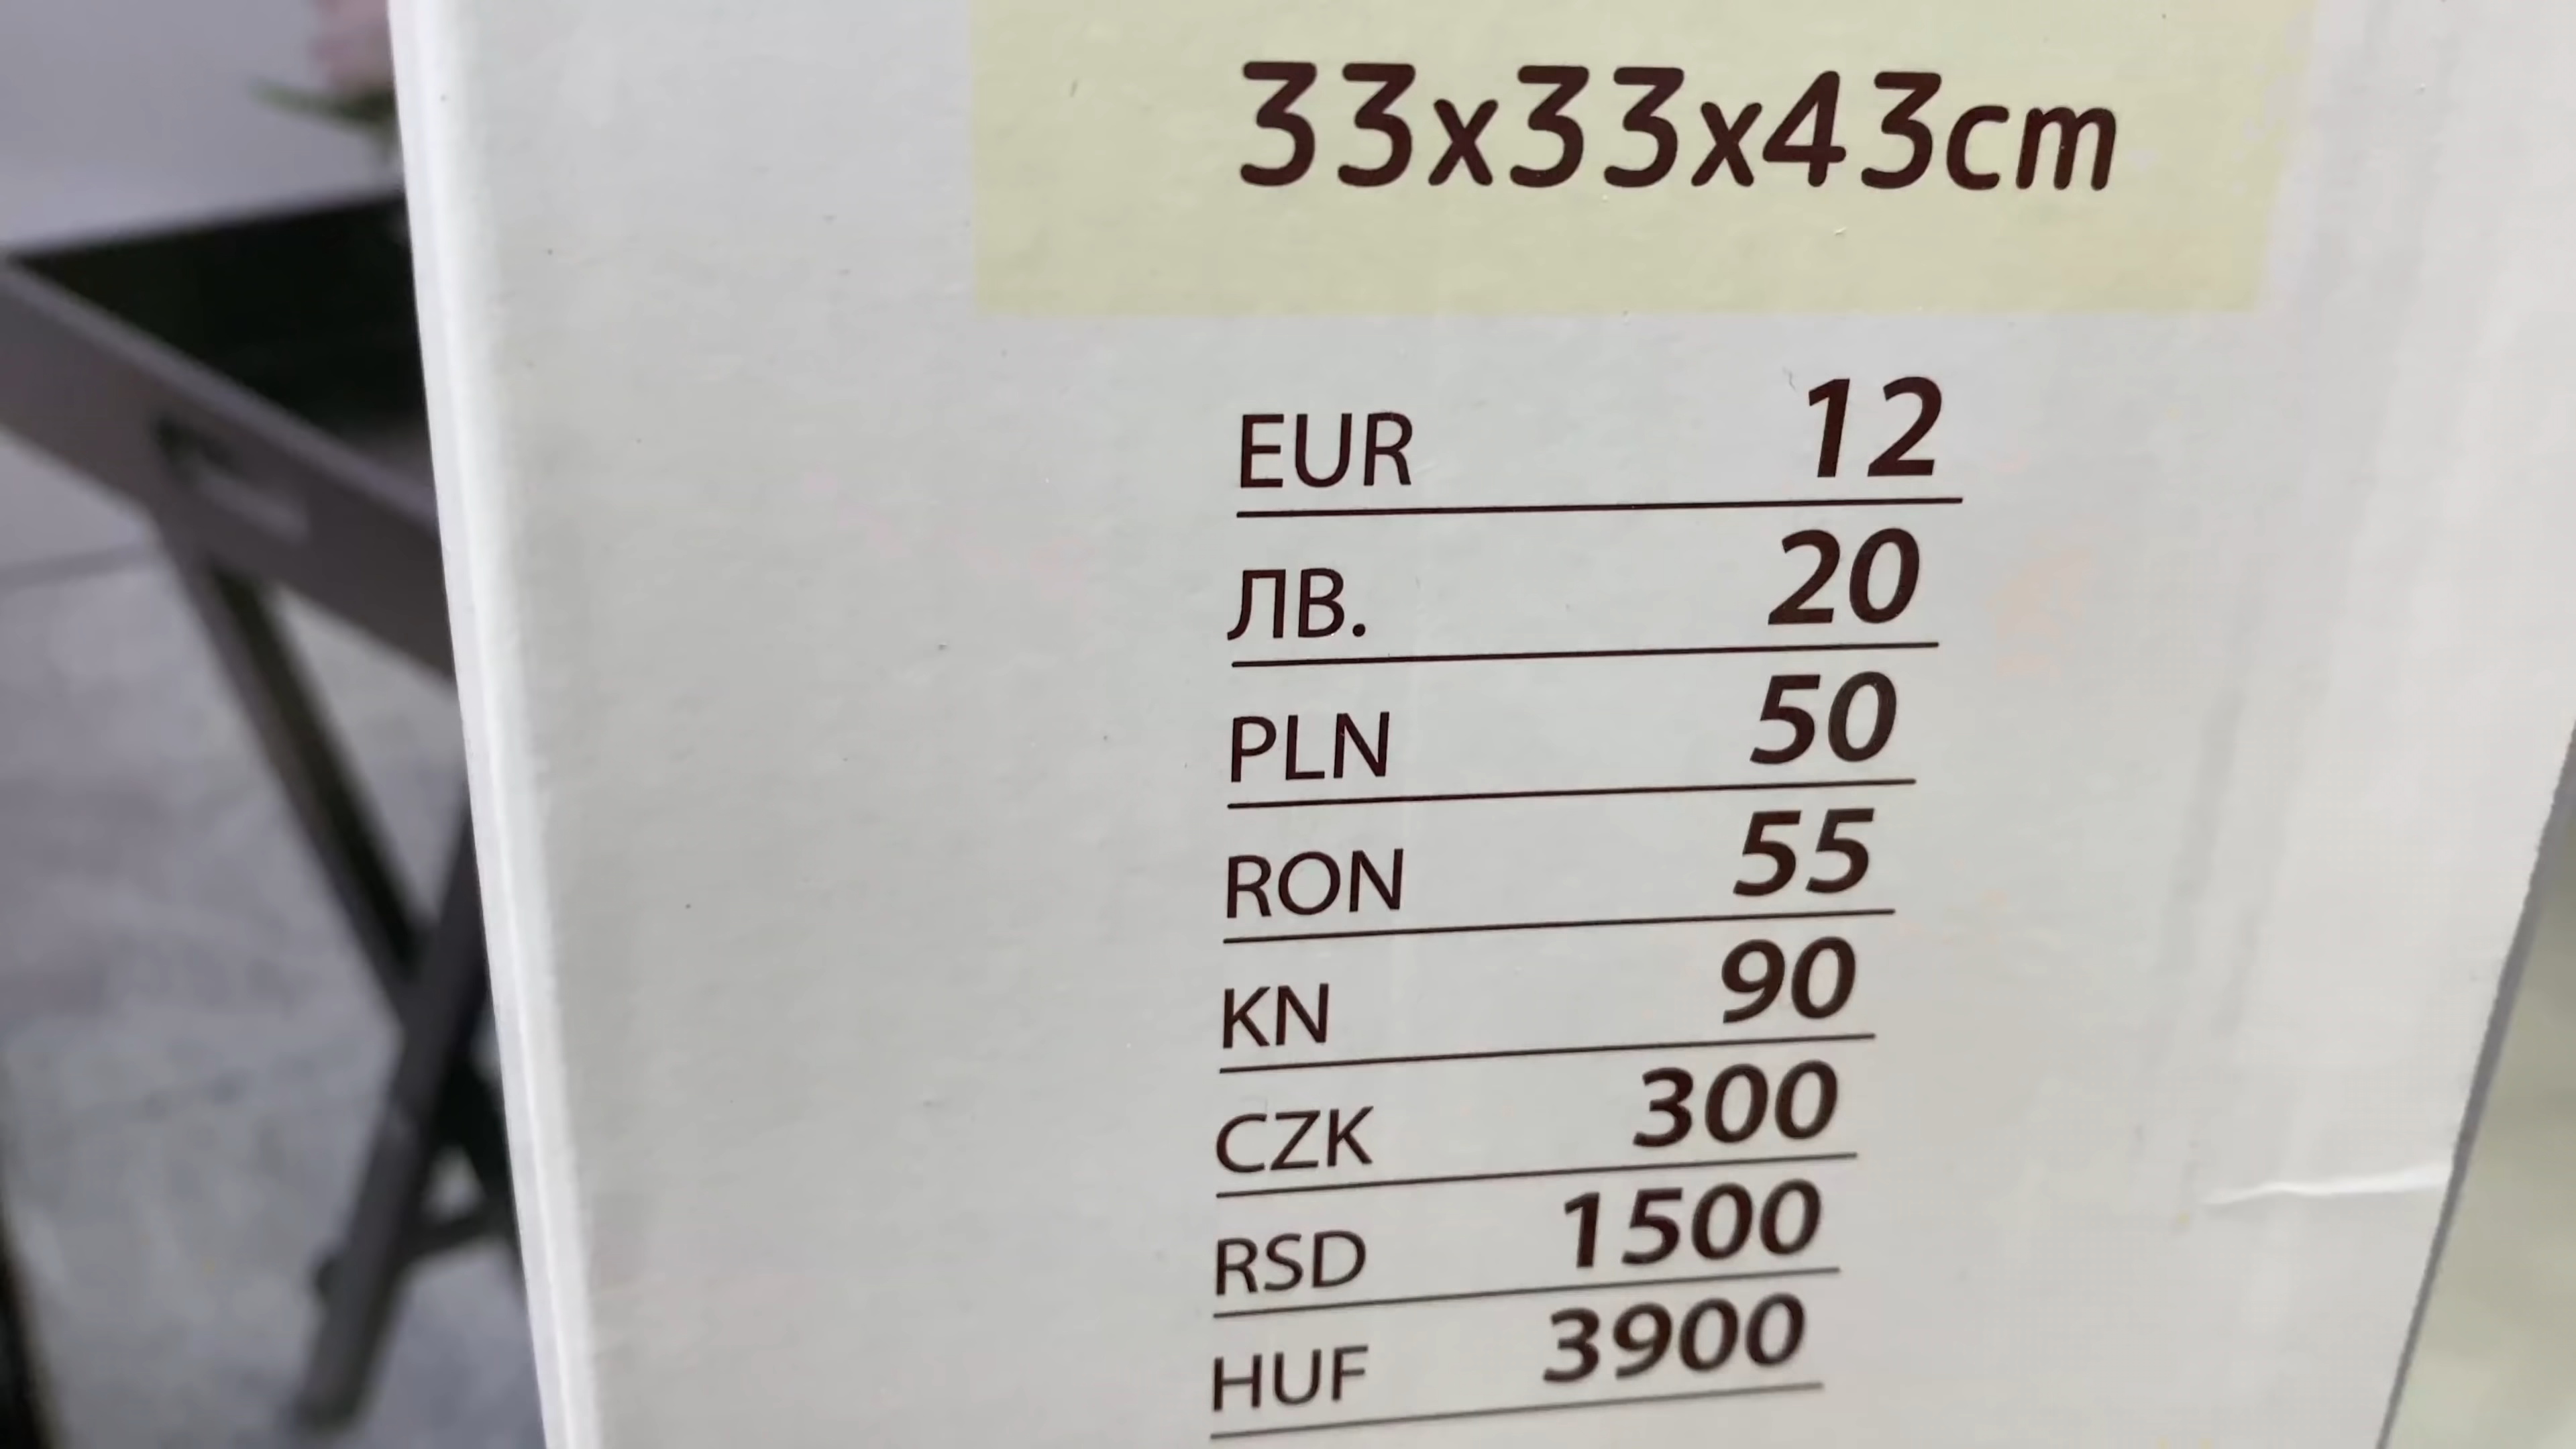 33x33x43cm
EUR 12
ЛВ. 20
PLN 50
RON 55
KN 90
CZK 300
RSD 1500
HUF 3900